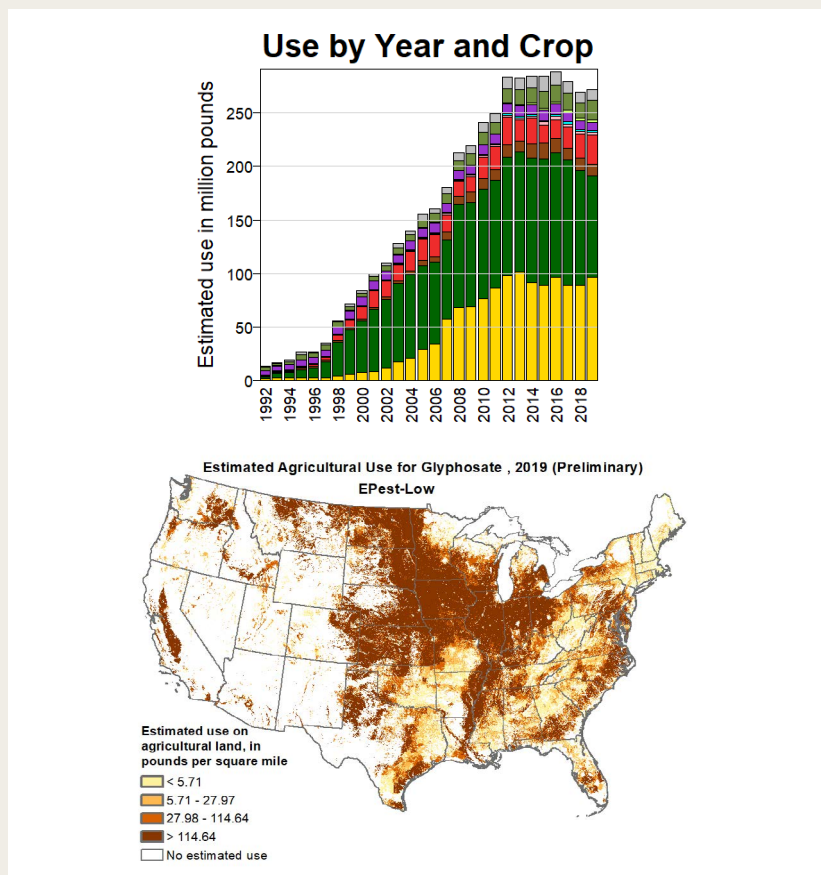 Use by Year and Crop
Estimated use in million pounds
250
200
150
100
50
0
1992
1994
1996
1998
2000
2002
2004
2006
2008
2010
2012
2014
2016
2018
Estimated Agricultural Use for Glyphosate , 2019 (Preliminary)
EPest-Low
Estimated use on
agricultural land, in
pounds per square mile
< 5.71
5.71 - 27.97
27.98 - 114.64
> 114.64
No estimated use